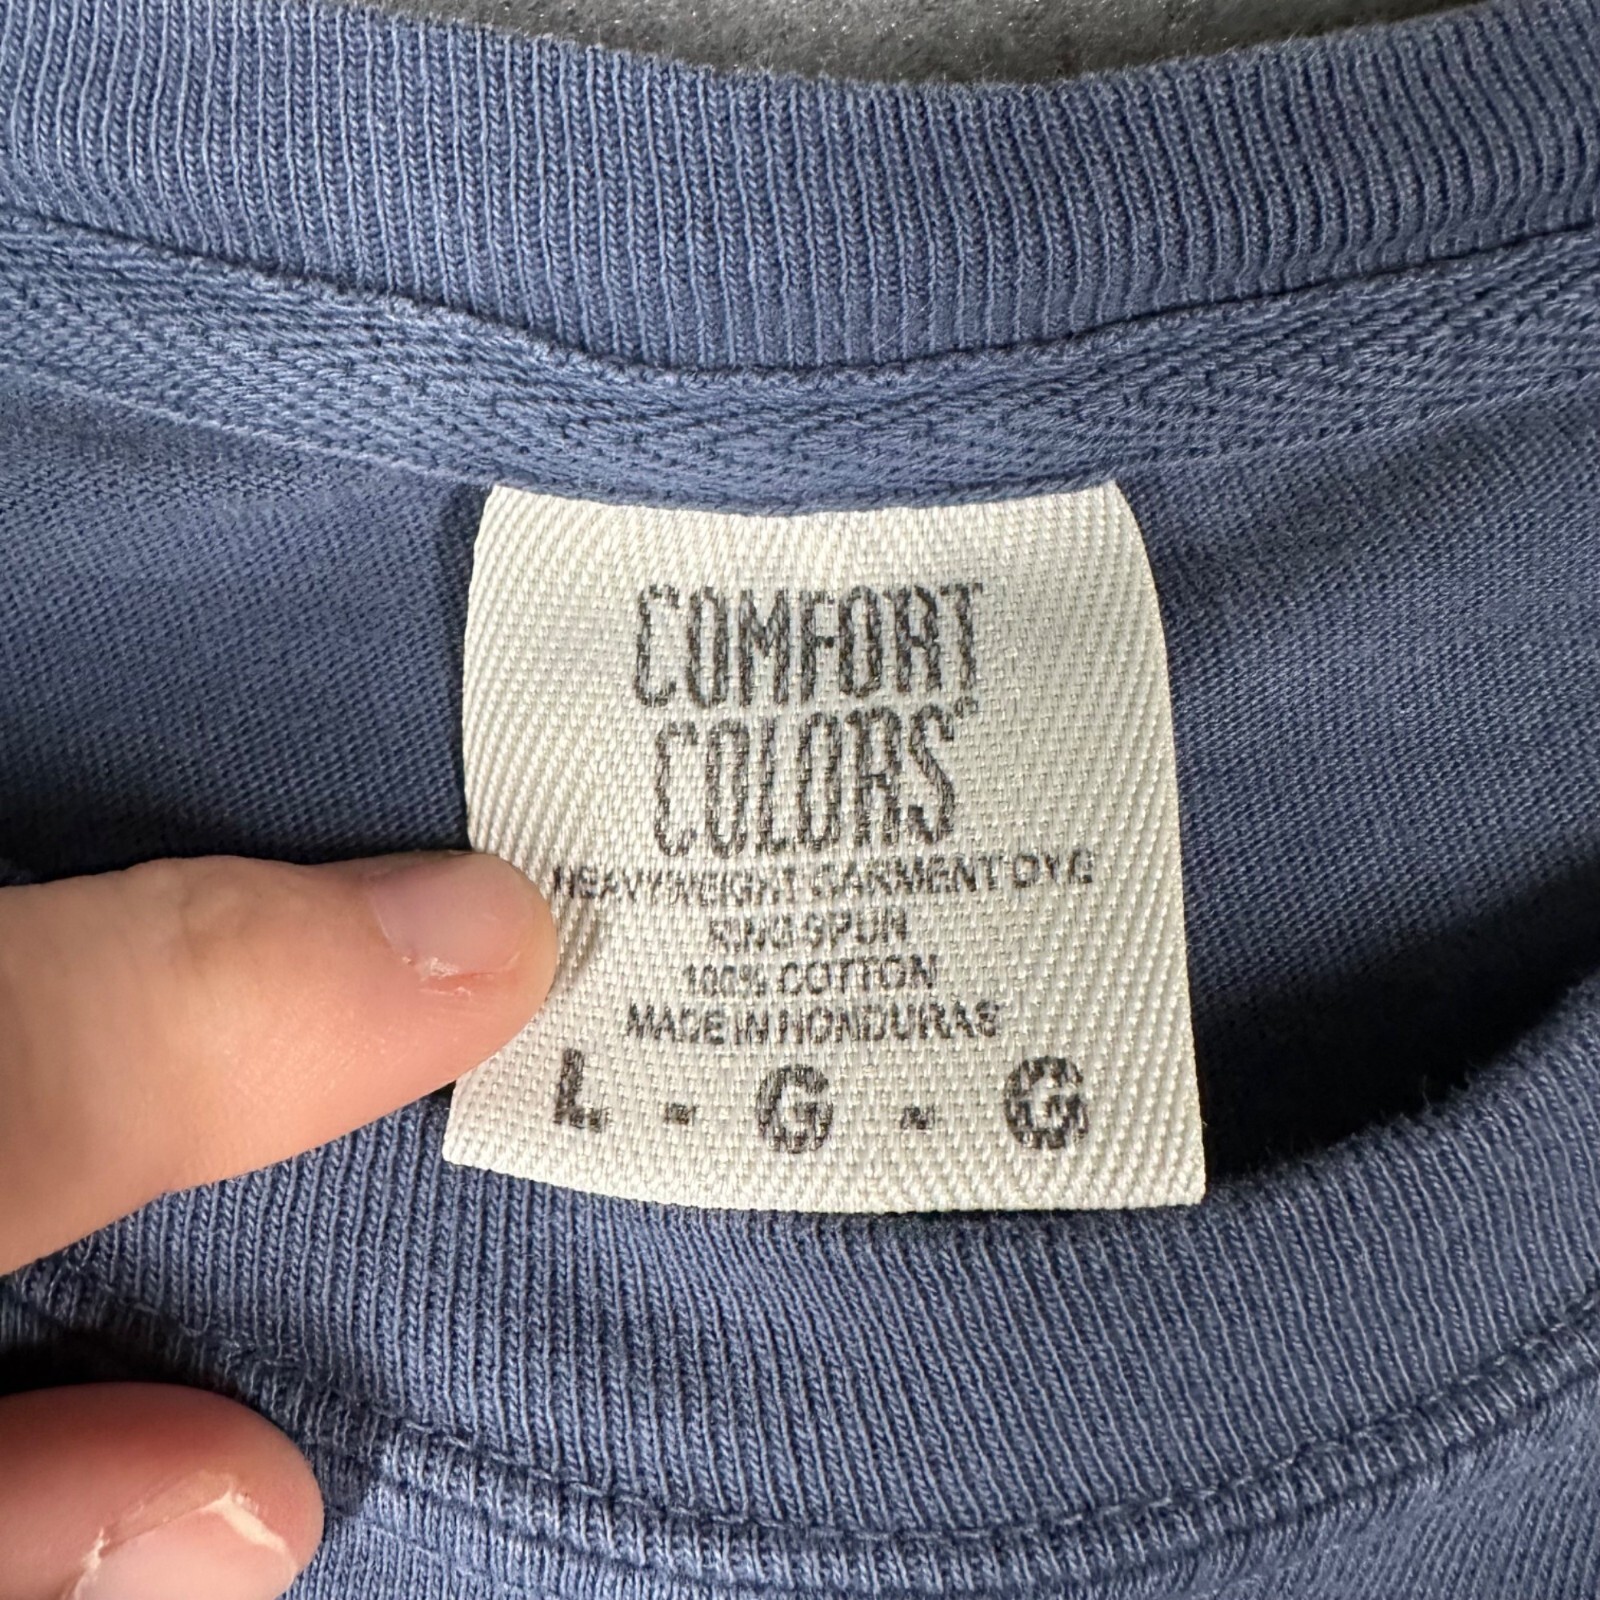 COMFORT
COLORS®
HEAVYWEIGHT GARMENT DYE
RING SPUN
100% COTTON
MADE IN HONDURAS
L - G - G